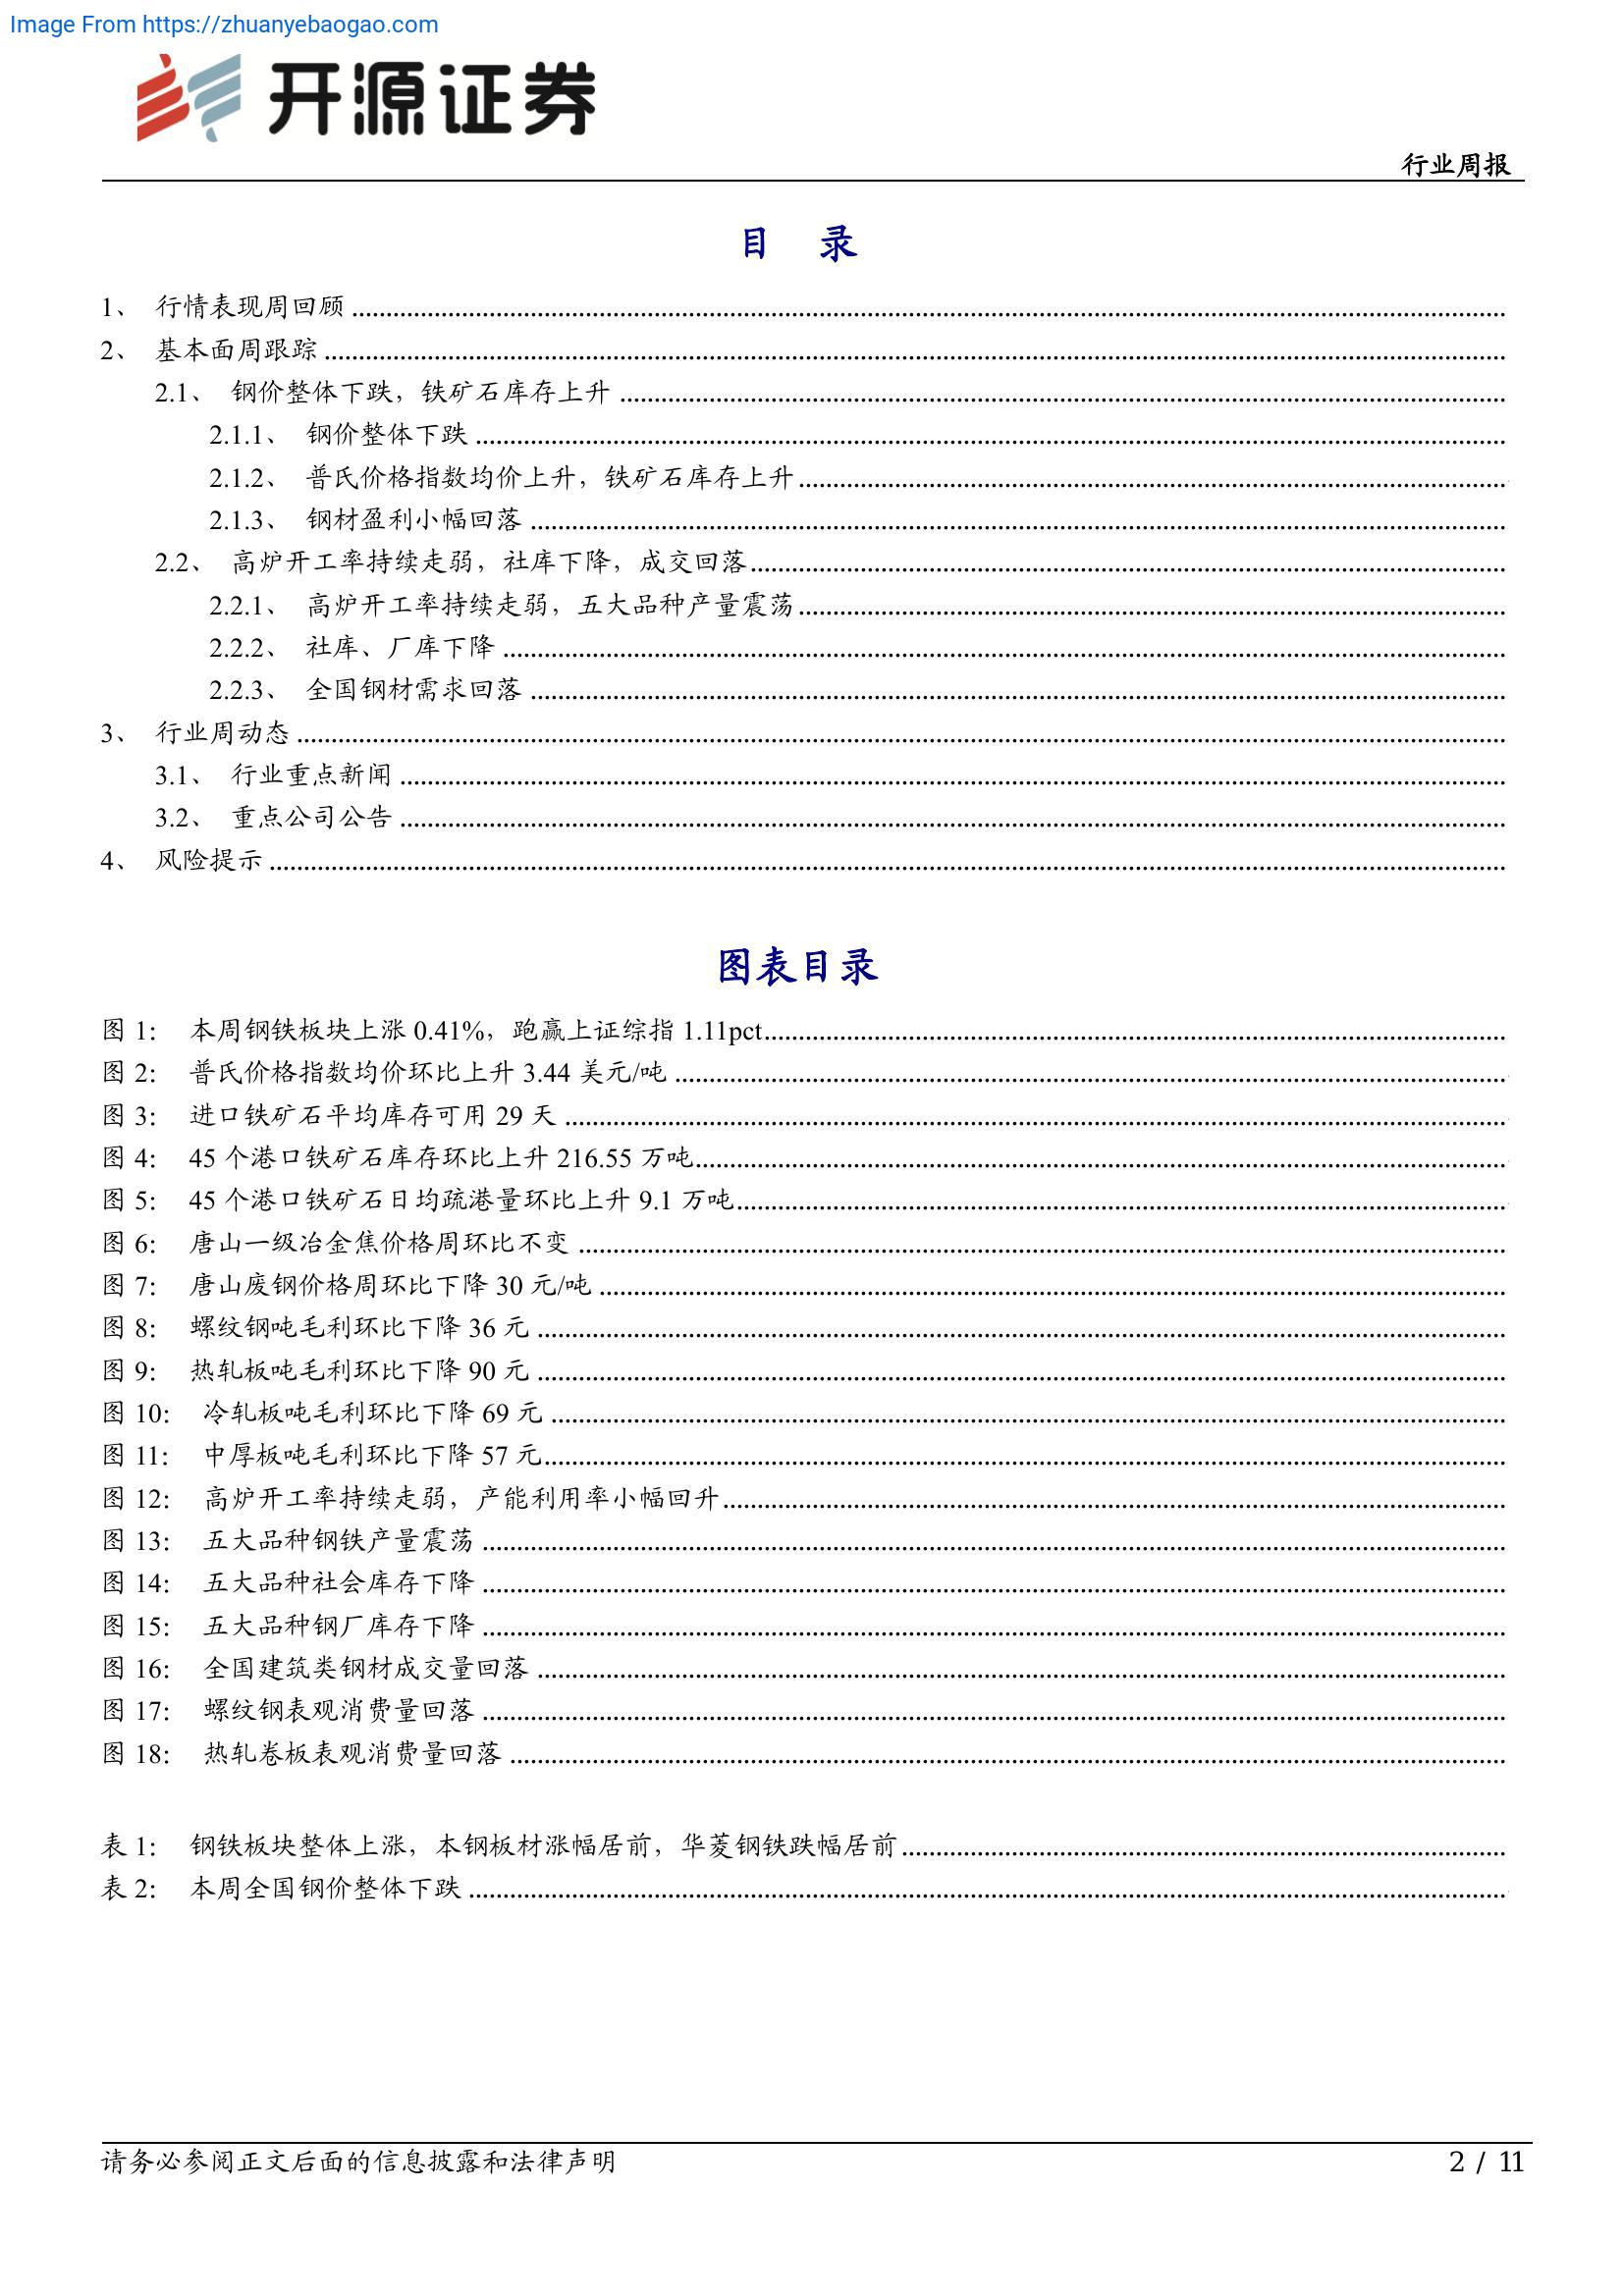 Image From https://zhuanyebaogao.com
开源证券
行业周报
目 录
1、 行情表现周回顾
2、 基本面周跟踪
2.1、 钢价整体下跌，铁矿石库存上升
2.1.1、 钢价整体下跌
2.1.2、 普氏价格指数均价上升，铁矿石库存上升
2.1.3、 钢材盈利小幅回落
2.2、 高炉开工率持续走弱，社库下降，成交回落
2.2.1、 高炉开工率持续走弱，五大品种产量震荡
2.2.2、 社库、厂库下降
2.2.3、 全国钢材需求回落
3、 行业周动态
3.1、 行业重点新闻
3.2、 重点公司公告
4、 风险提示
图表目录
图 1： 本周钢铁板块上涨 0.41%，跑赢上证综指 1.11pct
图 2： 普氏价格指数均价环比上升 3.44 美元/吨
图 3： 进口铁矿石平均库存可用 29 天
图 4： 45 个港口铁矿石库存环比上升 216.55 万吨
图 5： 45 个港口铁矿石日均疏港量环比上升 9.1 万吨
图 6： 唐山一级冶金焦价格周环比不变
图 7： 唐山废钢价格周环比下降 30 元/吨
图 8： 螺纹钢吨毛利环比下降 36 元
图 9： 热轧板吨毛利环比下降 90 元
图 10： 冷轧板吨毛利环比下降 69 元
图 11： 中厚板吨毛利环比下降 57 元
图 12： 高炉开工率持续走弱，产能利用率小幅回升
图 13： 五大品种钢铁产量震荡
图 14： 五大品种社会库存下降
图 15： 五大品种钢厂库存下降
图 16： 全国建筑类钢材成交量回落
图 17： 螺纹钢表观消费量回落
图 18： 热轧卷板表观消费量回落
表 1： 钢铁板块整体上涨，本钢板材涨幅居前，华菱钢铁跌幅居前
表 2： 本周全国钢价整体下跌
请务必参阅正文后面的信息披露和法律声明
2 / 11